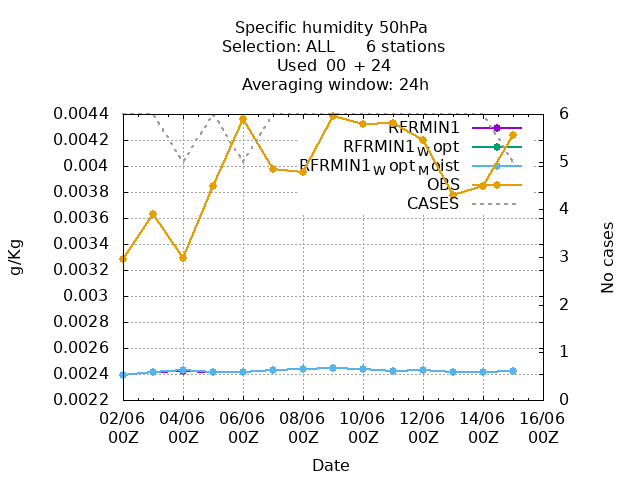 Specific humidity 50hPa
Selection: ALL 6 stations
Used 00 + 24
Averaging window: 24h
0.0044
0.0042
0.004
0.0038
0.0036
0.0034
0.0032
0.003
0.0028
0.0026
0.0024
0.0022
g/Kg
RFRMIN1
RFRMIN1_W opt
RFRMIN1_W opt_M oist
OBS
CASES
6
5
4
3
2
1
0
No cases
02/06 04/06 06/06 08/06 10/06 12/06 14/06 16/06
00Z 00Z 00Z 00Z 00Z 00Z 00Z 00Z
Date